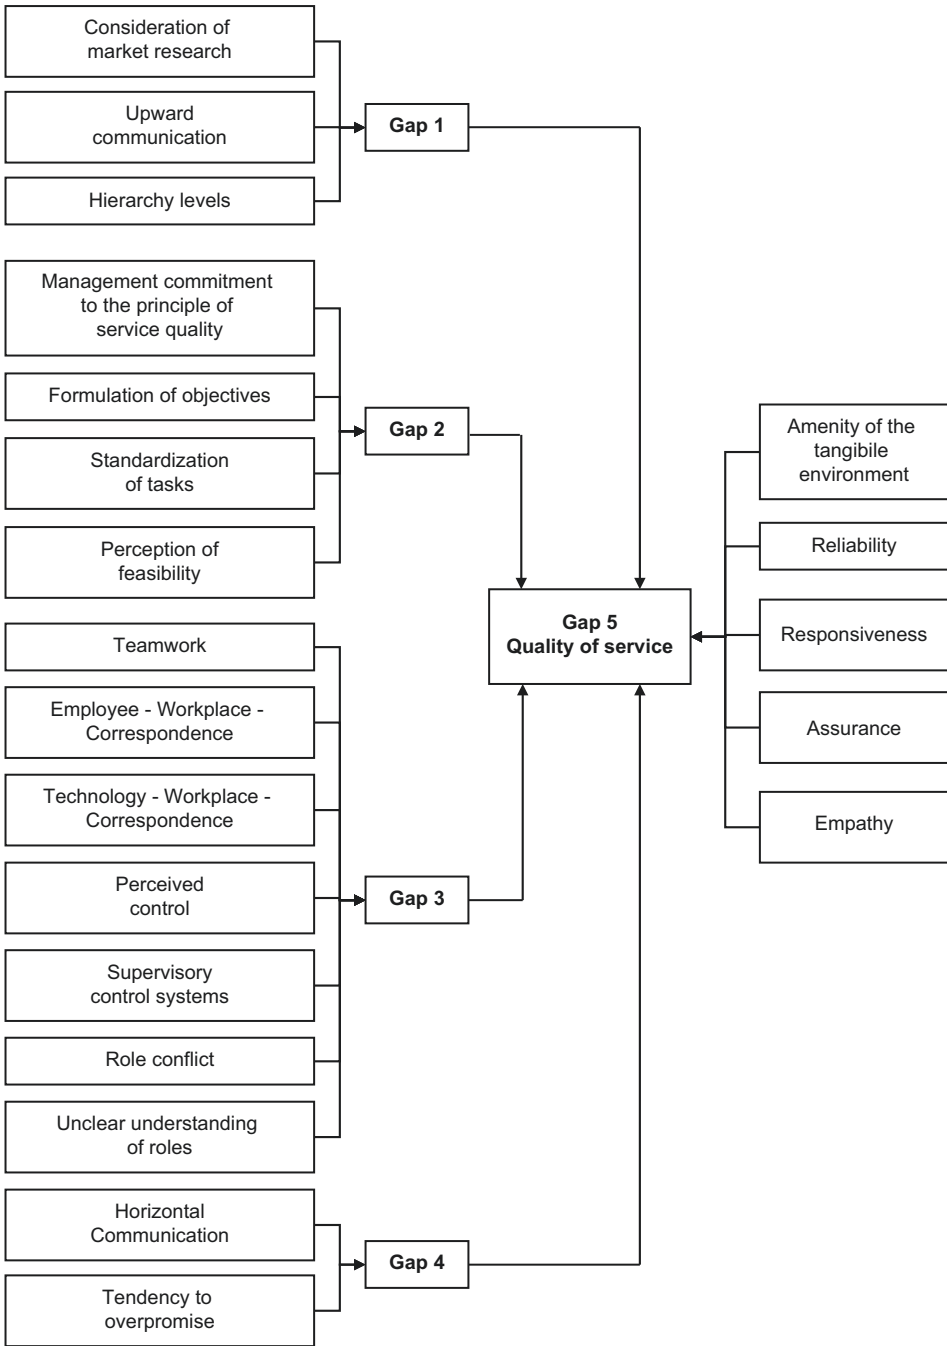 Consideration of
market research
Upward
communication
Hierarchy levels
Gap 1
Management commitment
to the principle of
service quality
Formulation of objectives
Standardization
of tasks
Perception of
feasibility
Gap 2
Teamwork
Employee - Workplace -
Correspondence
Technology - Workplace -
Correspondence
Perceived
control
Supervisory
control systems
Role conflict
Unclear understanding
of roles
Gap 3
Horizontal
Communication
Tendency to
overpromise
Gap 4
Gap 5
Quality of service
Amenity of the
tangibile
environment
Reliability
Responsiveness
Assurance
Empathy